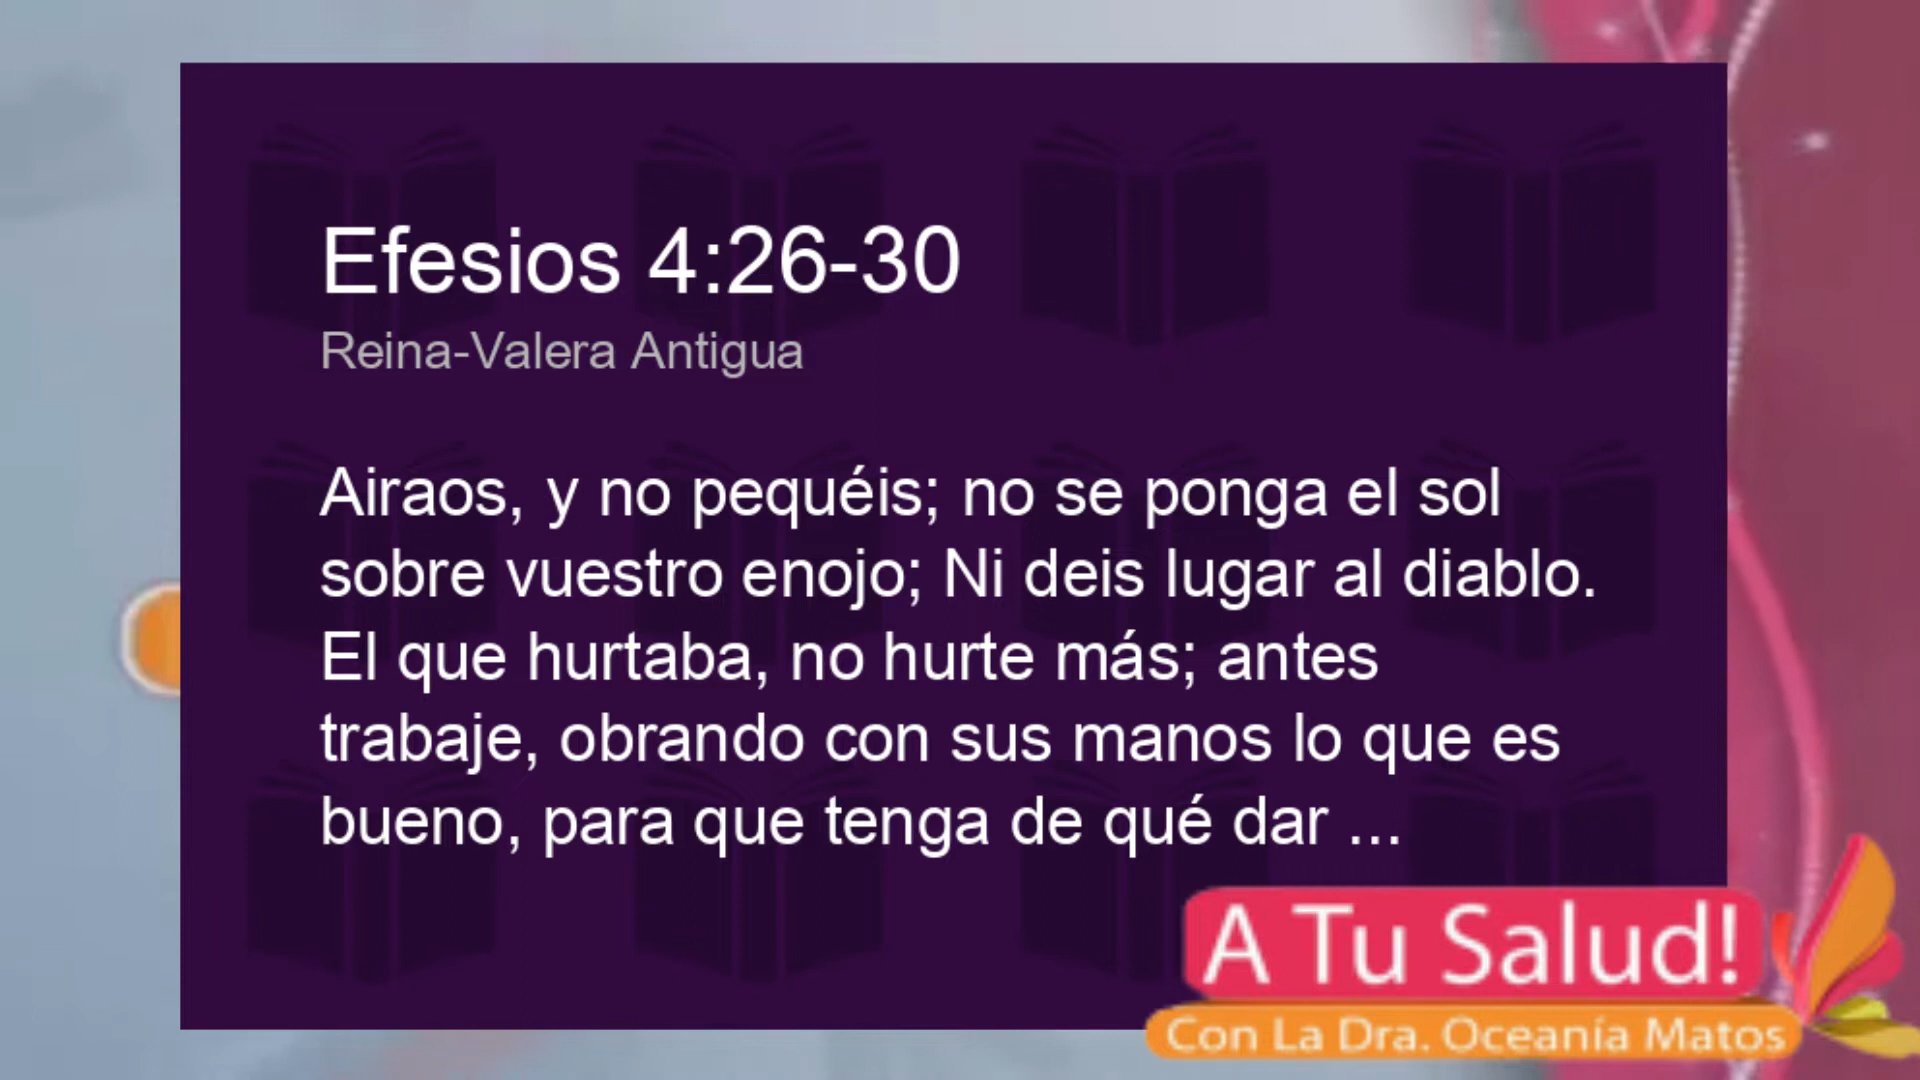 Efesios 4:26-30
Reina-Valera Antigua
Airaos, y no pequéis; no se ponga el sol
sobre vuestro enojo; Ni deis lugar al diablo.
El que hurtaba, no hurte más; antes
trabaje, obrando con sus manos lo que es
bueno, para que tenga de qué dar ...
A Tu Salud!
Con La Dra. Oceanía Matos